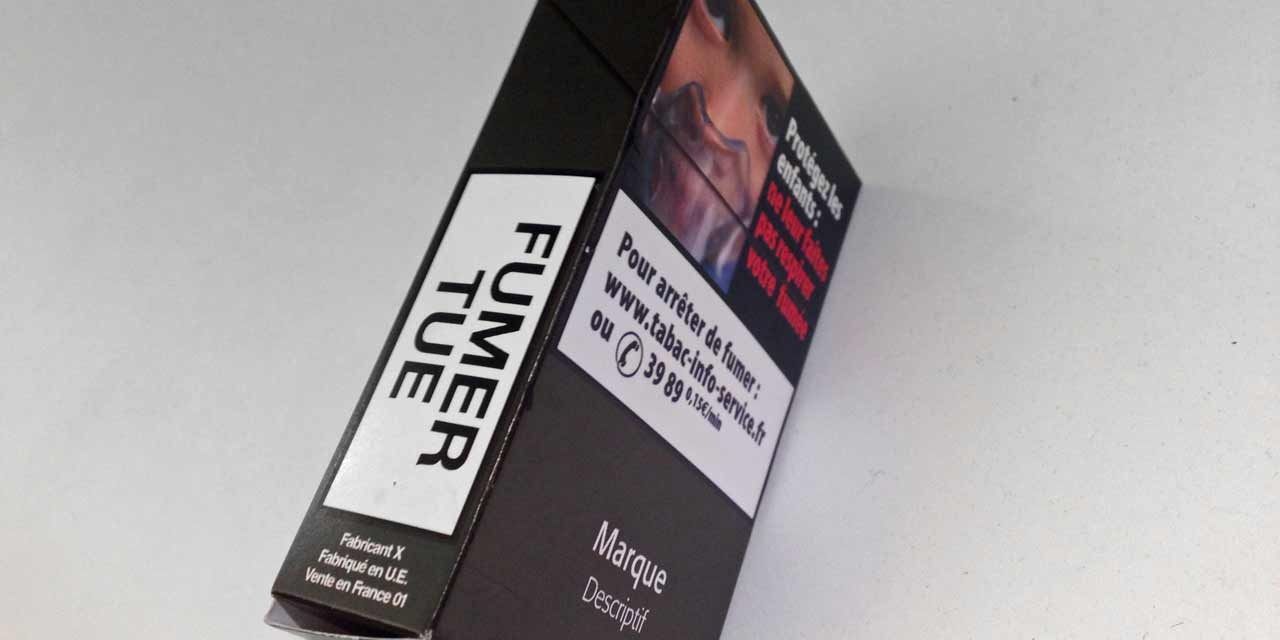 FUMER
TUE
Fabricant X
Fabriqué en U.E.
Vente en France 01
Protégez les
enfants :
ne leur faites
pas respirer
votre fumée
Pour arrêter de fumer :
www.tabac-info-service.fr
ou 39 89 0,15€/min
Marque
Descriptif